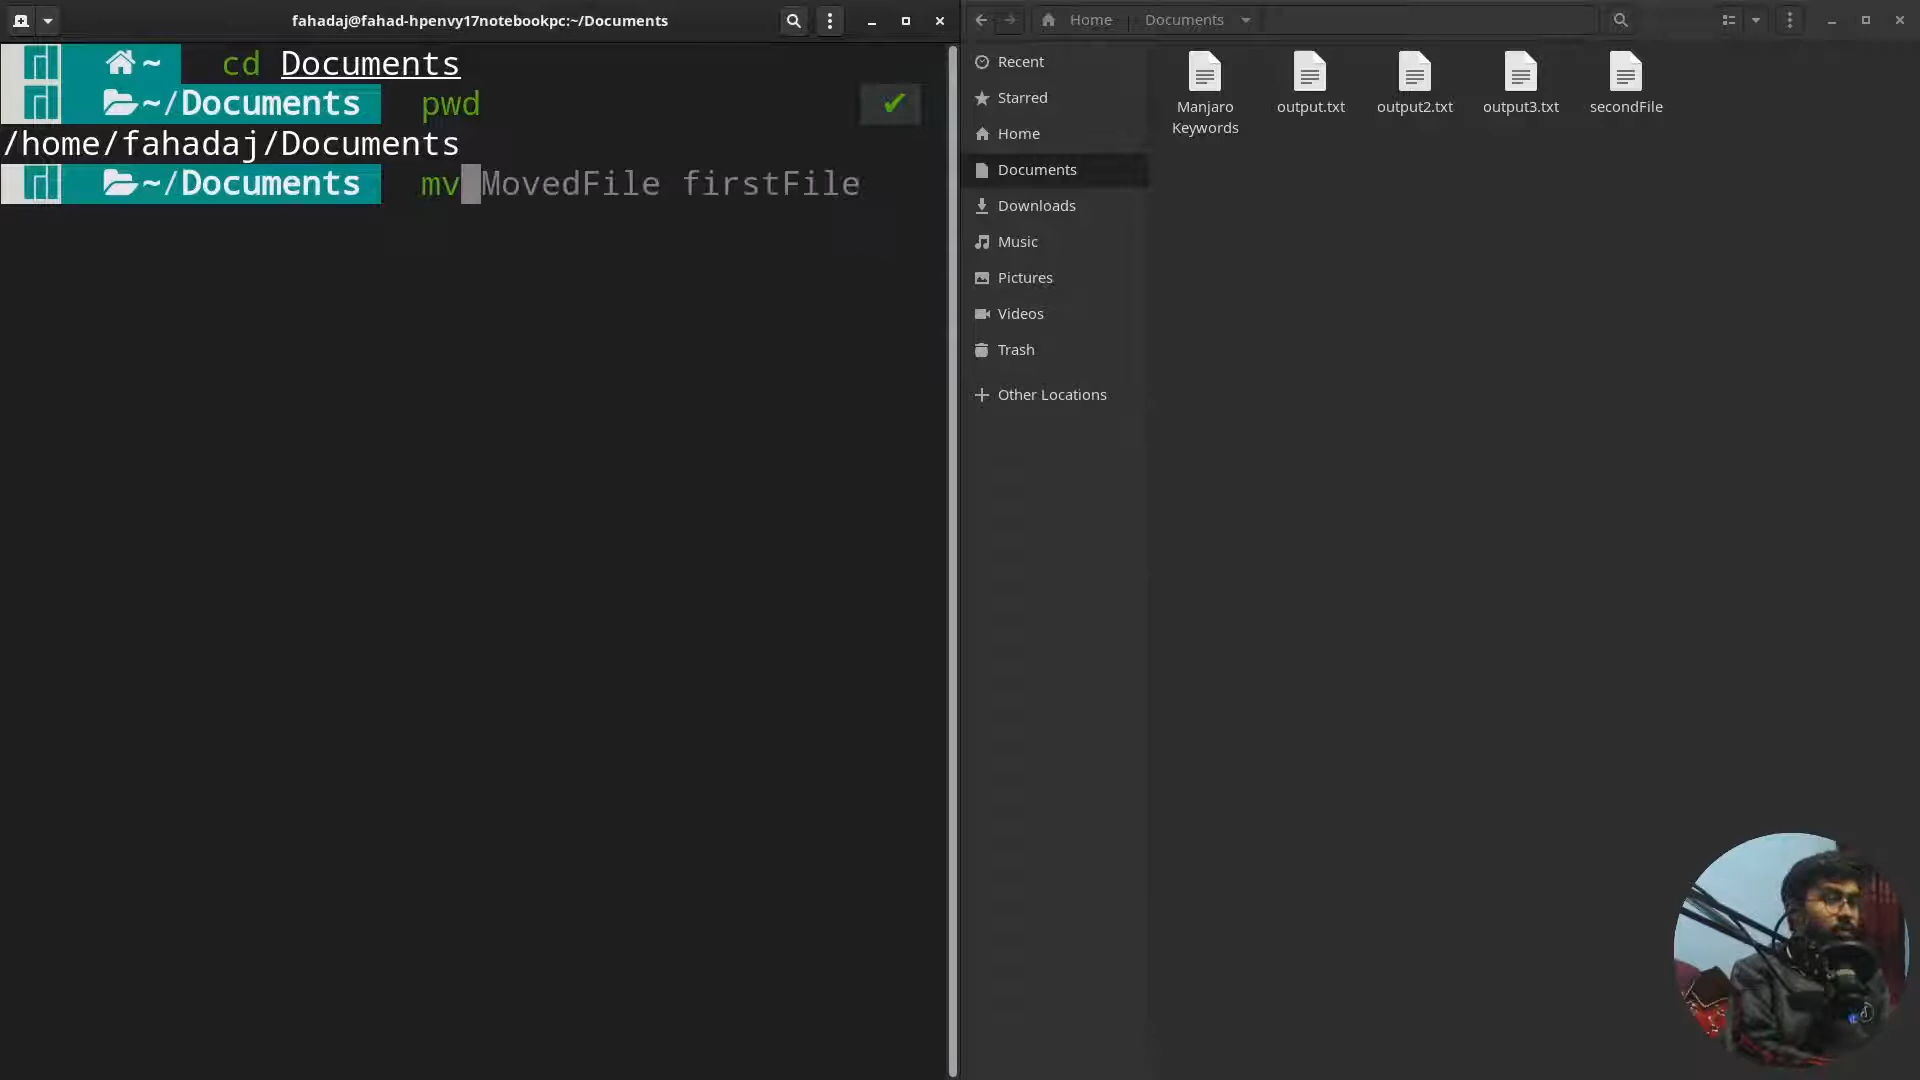 fahadaj@fahad-hpenvy17notebookpc:~/Documents
~ cd Documents
~/Documents pwd
/home/fahadaj/Documents
~/Documents mv MovedFile firstFile
Home Documents
Recent
Starred
Home
Documents
Downloads
Music
Pictures
Videos
Trash
Other Locations
Manjaro
Keywords
output.txt
output2.txt
output3.txt
secondFile